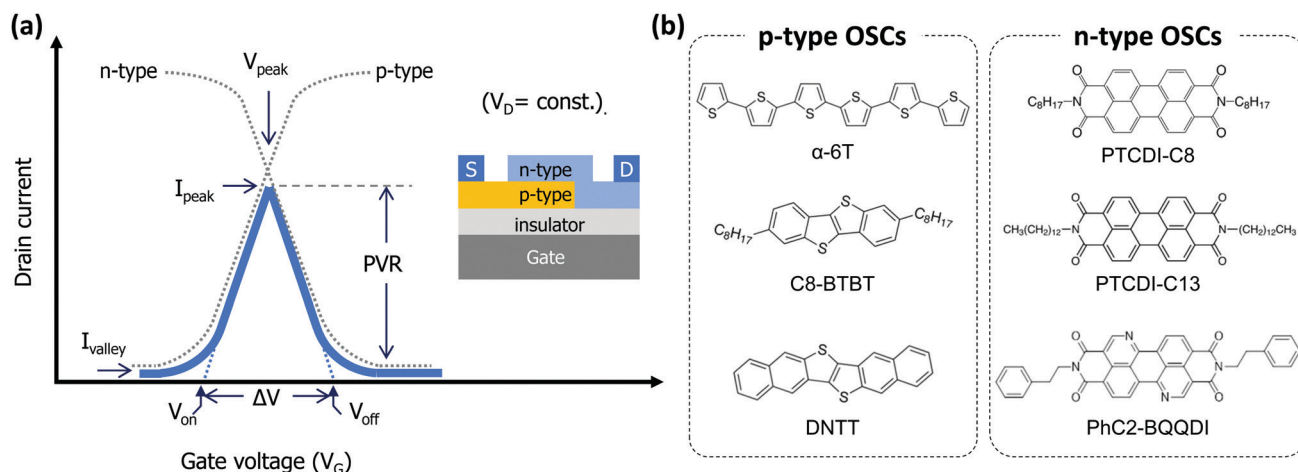 (a)
n-type
V_peak
p-type
(V_D= const.).
I_peak
PVR
I_valley
Drain current
S
n-type
D
p-type
insulator
Gate
V_on
ΔV
V_off
Gate voltage (V_G)
(b)
p-type OSCs
S S S S S S
α-6T
S
C8H17
C8H17
S
C8-BTBT
S
S
DNTT
n-type OSCs
O O
C8H17-N N-C8H17
O O
PTCDI-C8
O O
CH3(CH2)12-N N-(CH2)12CH3
O O
PTCDI-C13
O N O
N N
O N O
PhC2-BQQDI